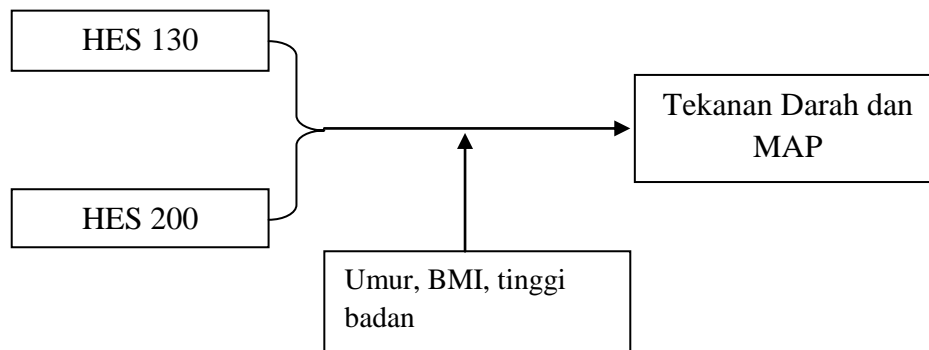 HES 130
Tekanan Darah dan
MAP
HES 200
Umur, BMI, tinggi
badan